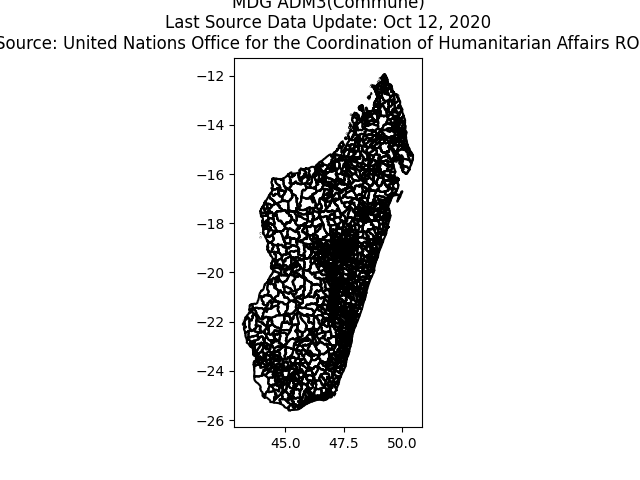 MDG ADM3(Commune)
Last Source Data Update: Oct 12, 2020
Source: United Nations Office for the Coordination of Humanitarian Affairs RO
−12
−14
−16
−18
−20
−22
−24
−26
45.0 47.5 50.0